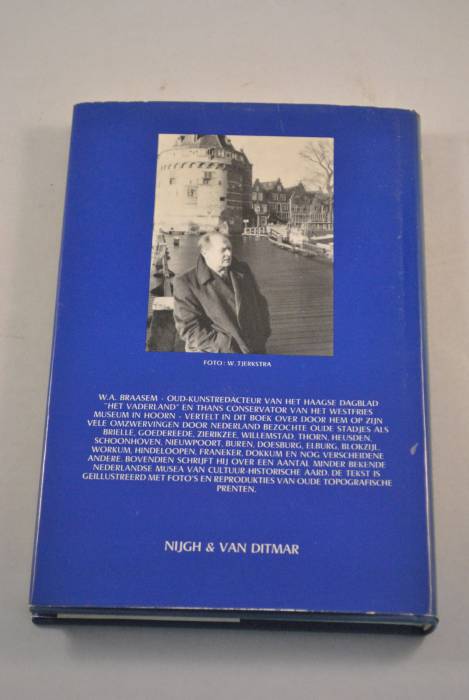 FOTO: W. TJERKSTRA
W.A. BRAASEM - OUD-KUNSTREDACTEUR VAN HET HAAGSE DAGBLAD
"HET VADERLAND" EN THANS CONSERVATOR VAN HET WESTFRIES
MUSEUM IN HOORN - VERTELT IN DIT BOEK OVER DOOR HEM OP ZIJN
VELE OMZWERVINGEN DOOR NEDERLAND BEZOCHTE OUDE STADJES ALS
BRIELLE, GOEDEREEDE, ZIERIKZEE, WILLEMSTAD, THORN, HEUSDEN,
SCHOONHOVEN, NIEUWPOORT, BUREN, DOESBURG, ELBURG, BLOKZIJL,
WORKUM, HINDELOOPEN, FRANEKER, DOKKUM EN NOG VERSCHEIDENE
ANDERE. BOVENDIEN SCHRIJFT HIJ OVER EEN AANTAL MINDER BEKENDE
NEDERLANDSE MUSEA VAN CULTUUR-HISTORISCHE AARD. DE TEKST IS
GEILLUSTREERD MET FOTO'S EN REPRODUKTIES VAN OUDE TOPOGRAFISCHE
PRENTEN.
NIJGH & VAN DITMAR